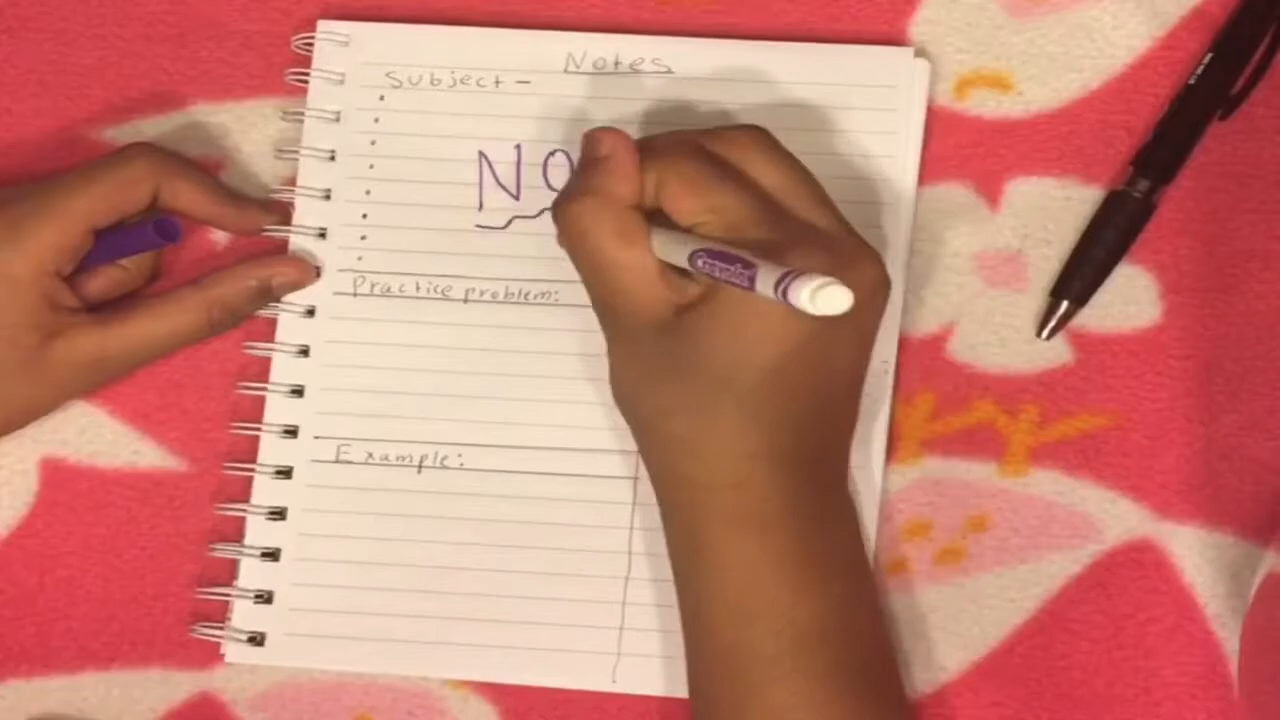 Notes
Subject -
NO
Practice problem:
Crayola
Example: